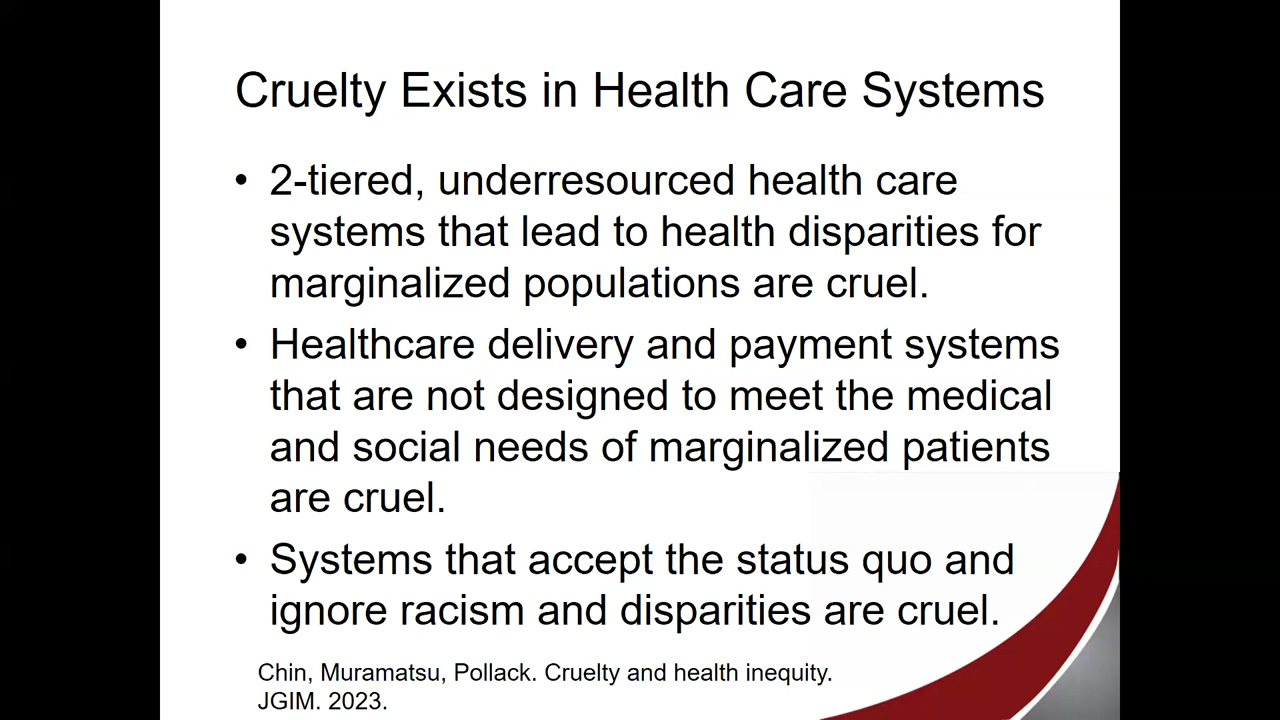 Cruelty Exists in Health Care Systems
• 2-tiered, underresourced health care
systems that lead to health disparities for
marginalized populations are cruel.
• Healthcare delivery and payment systems
that are not designed to meet the medical
and social needs of marginalized patients
are cruel.
• Systems that accept the status quo and
ignore racism and disparities are cruel.
Chin, Muramatsu, Pollack. Cruelty and health inequity.
JGIM. 2023.